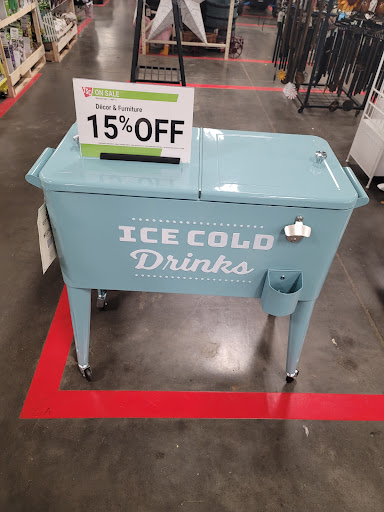 ON SALE
Décor & Furniture
15% OFF
ICE COLD
Drinks